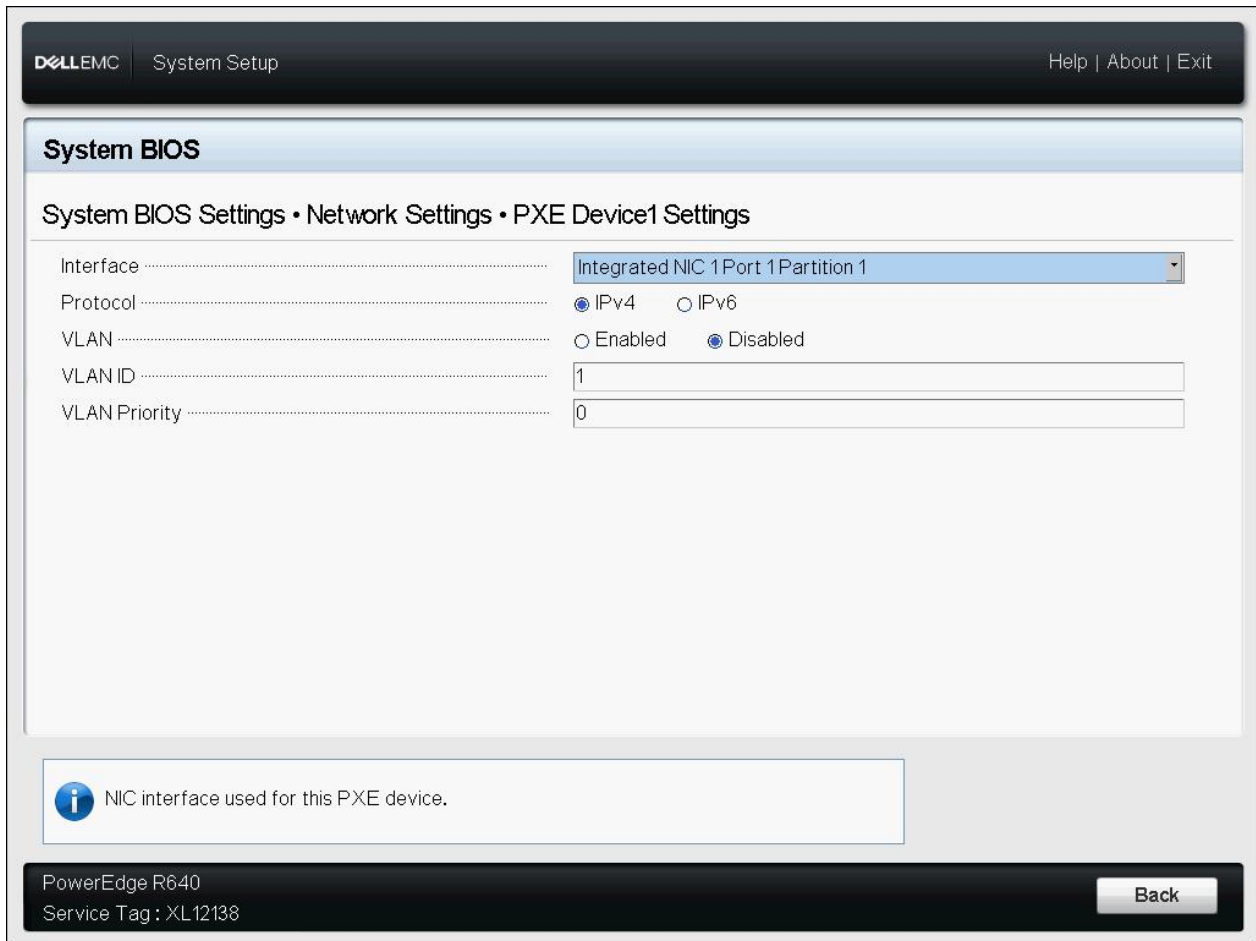 DELLEMC System Setup Help | About | Exit
System BIOS
System BIOS Settings • Network Settings • PXE Device1 Settings
Interface Integrated NIC 1 Port 1 Partition 1
Protocol IPv4 IPv6
VLAN Enabled Disabled
VLAN ID 1
VLAN Priority 0
NIC interface used for this PXE device.
PowerEdge R640
Service Tag : XL12138
Back